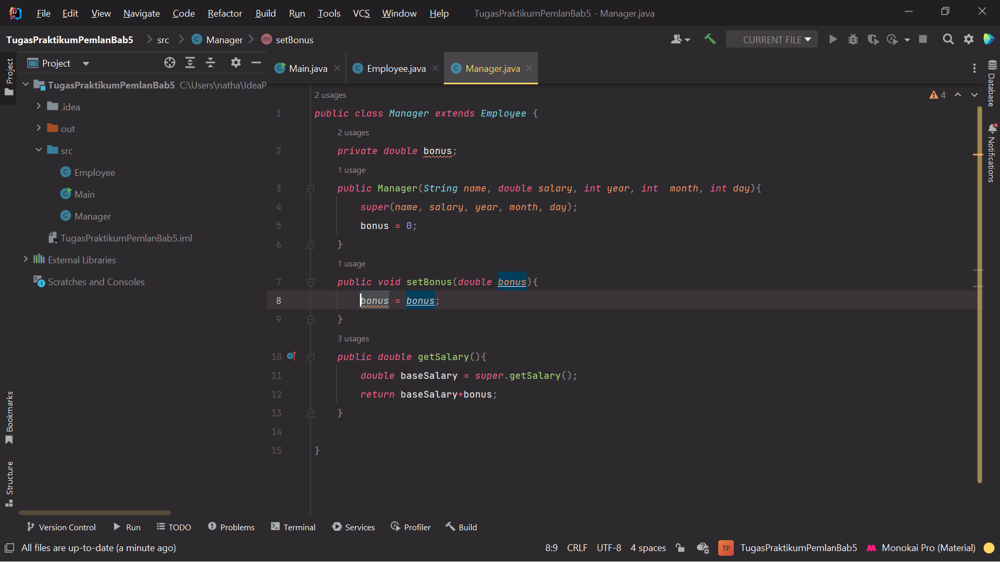 File Edit View Navigate Code Refactor Build Run Tools VCS Window Help TugasPraktikumPemlanBab5 - Manager.java
TugasPraktikumPemlanBab5 src Manager setBonus CURRENT FILE
Project
Project
Main.java Employee.java Manager.java
TugasPraktikumPemlanBab5 C:\Users\natha\IdeaP
.idea
out
src
Employee
Main
Manager
TugasPraktikumPemlanBab5.iml
External Libraries
Scratches and Consoles
Bookmarks
Structure
4
2 usages
1 public class Manager extends Employee {
2 usages
2 private double bonus;
1 usage
3 public Manager(String name, double salary, int year, int  month, int day){
4 super(name, salary, year, month, day);
5 bonus = 0;
6 }
1 usage
7 public void setBonus(double bonus){
8 bonus = bonus;
9 }
3 usages
10 public double getSalary(){
11 double baseSalary = super.getSalary();
12 return baseSalary+bonus;
13 }
14
15 }
Database
Notifications
Version Control Run TODO Problems Terminal Services Profiler Build
All files are up-to-date (a minute ago) 8:9 CRLF UTF-8 4 spaces TP TugasPraktikumPemlanBab5 Monokai Pro (Material)